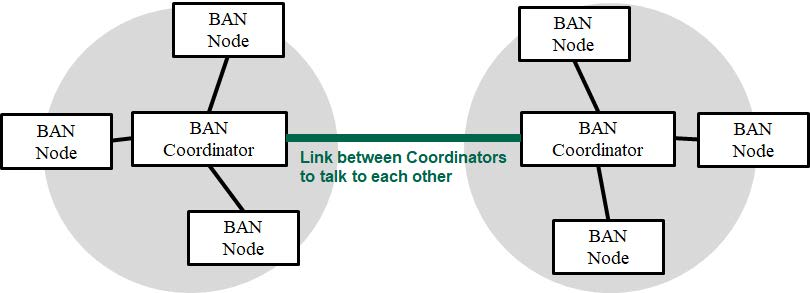 BAN
Node
BAN
Node
BAN
Node
BAN
Coordinator
BAN
Node
Link between Coordinators
to talk to each other
BAN
Node
BAN
Coordinator
BAN
Node
BAN
Node